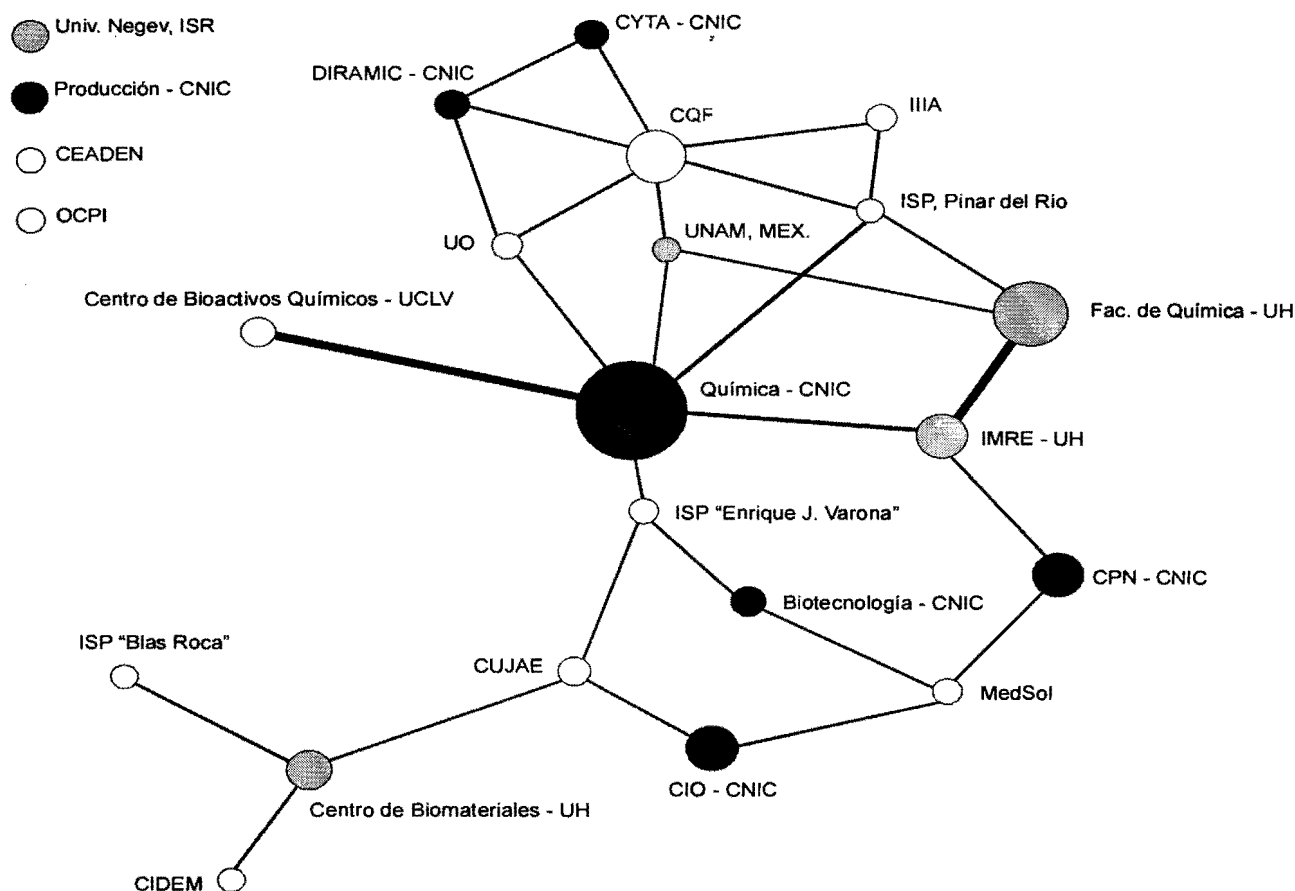 Univ. Negev, ISR
Producción - CNIC
CEADEN
OCPI
CYTA - CNIC
DIRAMIC - CNIC
CQF
IIIA
ISP, Pinar del Rio
UO
UNAM, MEX.
Centro de Bioactivos Químicos - UCLV
Fac. de Química - UH
Química - CNIC
IMRE - UH
ISP “Enrique J. Varona”
CPN - CNIC
Biotecnología - CNIC
ISP “Blas Roca”
CUJAE
MedSol
CIO - CNIC
Centro de Biomateriales - UH
CIDEM